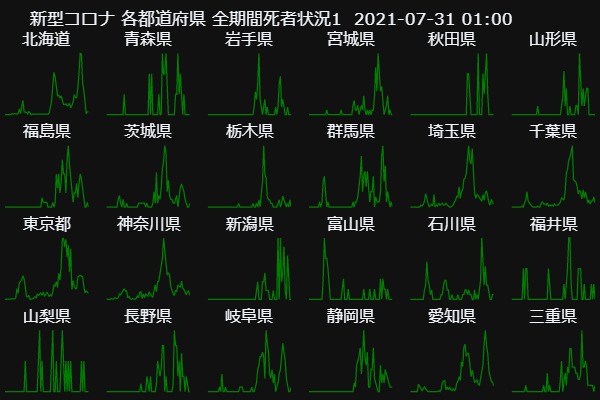 新型コロナ 各都道府県 全期間死者状況1 2021-07-31 01:00
北海道 青森県 岩手県 宮城県 秋田県 山形県
福島県 茨城県 栃木県 群馬県 埼玉県 千葉県
東京都 神奈川県 新潟県 富山県 石川県 福井県
山梨県 長野県 岐阜県 静岡県 愛知県 三重県